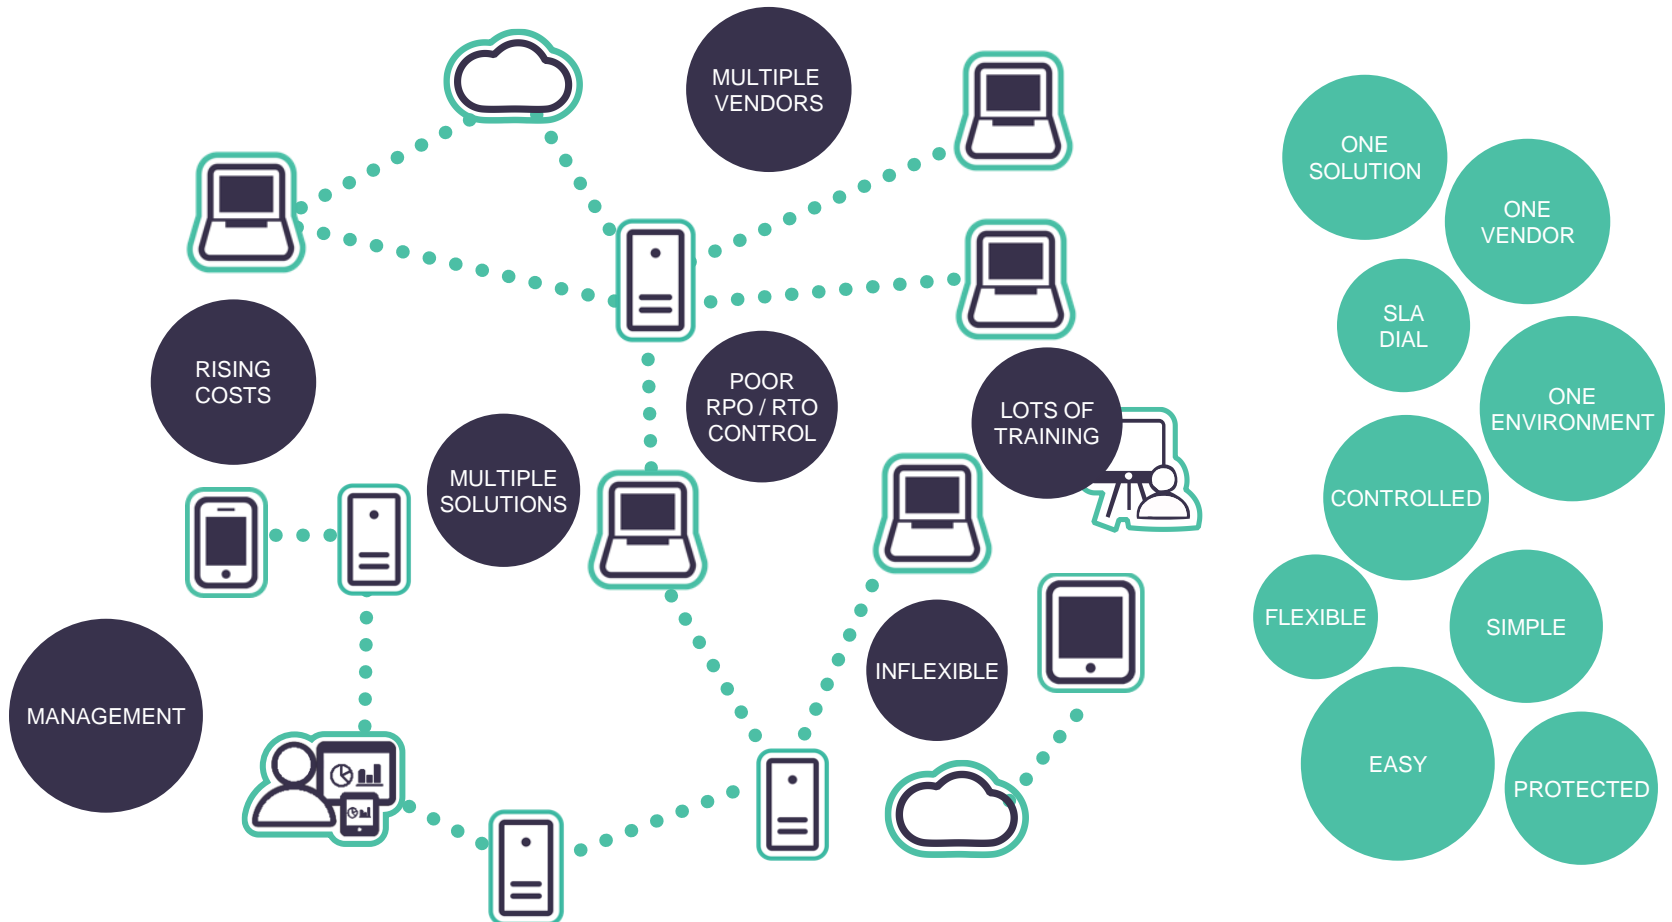 MULTIPLE
VENDORS
RISING
COSTS
POOR
RPO / RTO
CONTROL
LOTS OF
TRAINING
MULTIPLE
SOLUTIONS
INFLEXIBLE
MANAGEMENT
ONE
SOLUTION
ONE
VENDOR
SLA
DIAL
ONE
ENVIRONMENT
CONTROLLED
FLEXIBLE
SIMPLE
EASY
PROTECTED